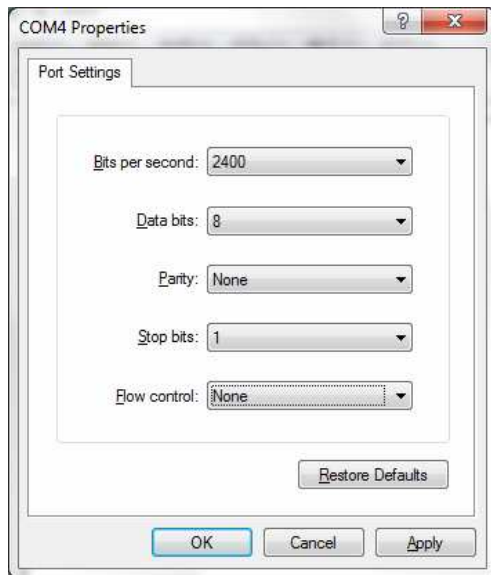 COM4 Properties
Port Settings
Bits per second: 2400
Data bits: 8
Parity: None
Stop bits: 1
Flow control: None
Restore Defaults
OK Cancel Apply